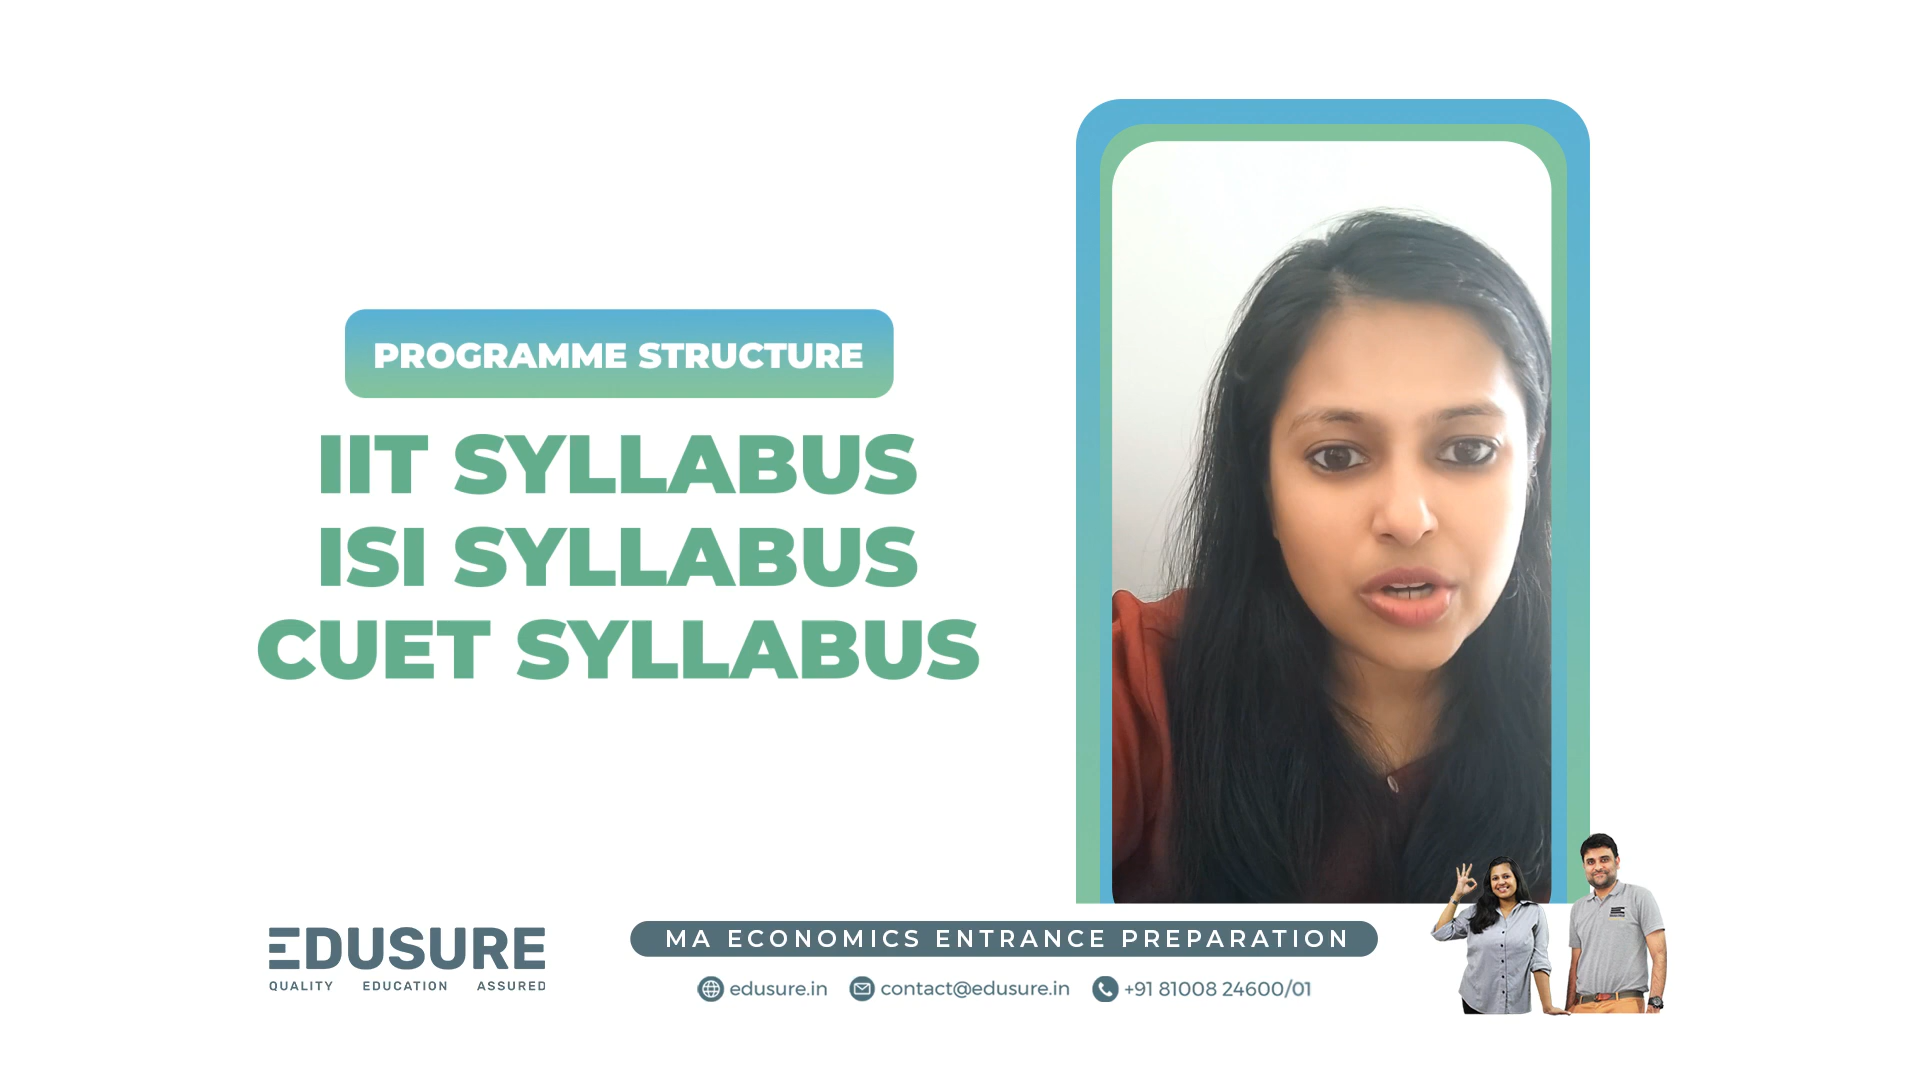 PROGRAMME STRUCTURE
IIT SYLLABUS
ISI SYLLABUS
CUET SYLLABUS
EDUSURE
QUALITY EDUCATION ASSURED
MA ECONOMICS ENTRANCE PREPARATION
edusure.in contact@edusure.in +91 81008 24600/01